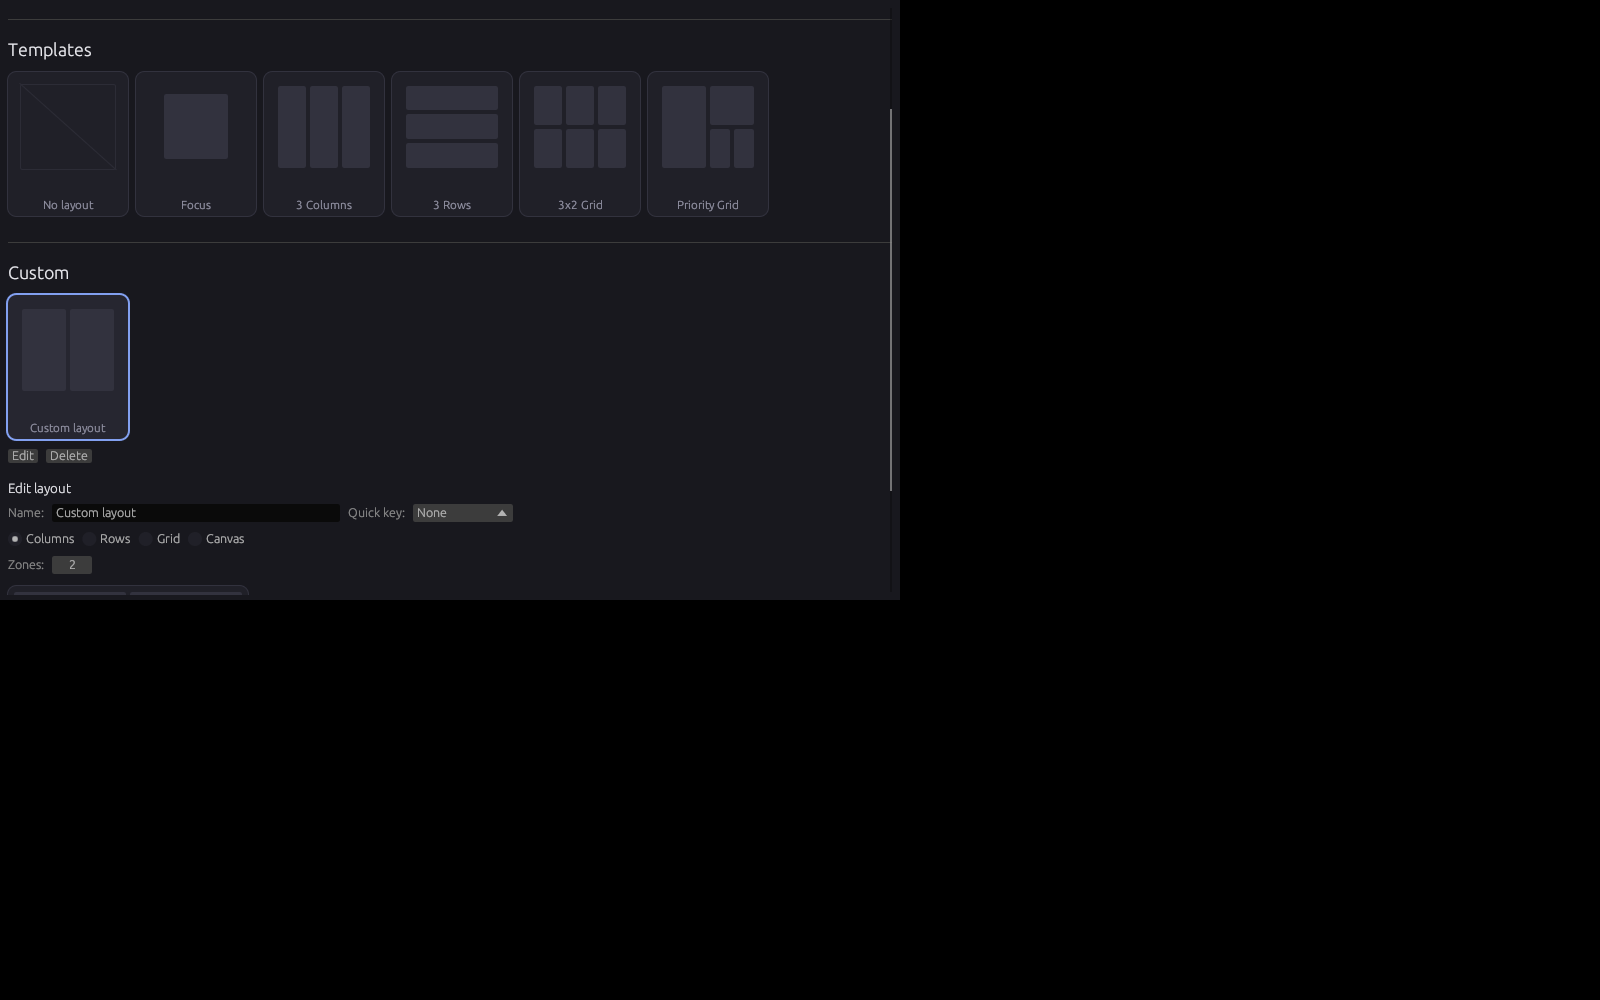 Templates
No layout
Focus
3 Columns
3 Rows
3x2 Grid
Priority Grid
Custom
Custom layout
Edit Delete
Edit layout
Name: Custom layout Quick key: None
Columns Rows Grid Canvas
Zones: 2